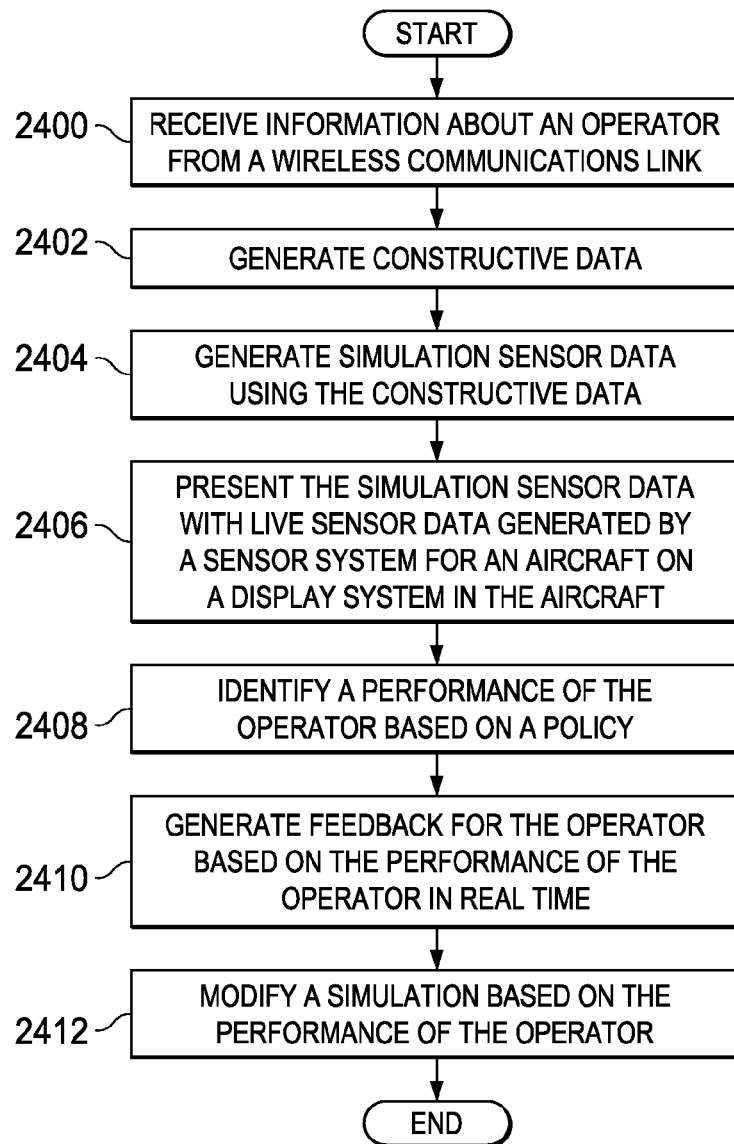 START
2400
RECEIVE INFORMATION ABOUT AN OPERATOR
FROM A WIRELESS COMMUNICATIONS LINK
2402
GENERATE CONSTRUCTIVE DATA
2404
GENERATE SIMULATION SENSOR DATA
USING THE CONSTRUCTIVE DATA
2406
PRESENT THE SIMULATION SENSOR DATA
WITH LIVE SENSOR DATA GENERATED BY
A SENSOR SYSTEM FOR AN AIRCRAFT ON
A DISPLAY SYSTEM IN THE AIRCRAFT
2408
IDENTIFY A PERFORMANCE OF THE
OPERATOR BASED ON A POLICY
2410
GENERATE FEEDBACK FOR THE OPERATOR
BASED ON THE PERFORMANCE OF THE
OPERATOR IN REAL TIME
2412
MODIFY A SIMULATION BASED ON THE
PERFORMANCE OF THE OPERATOR
END